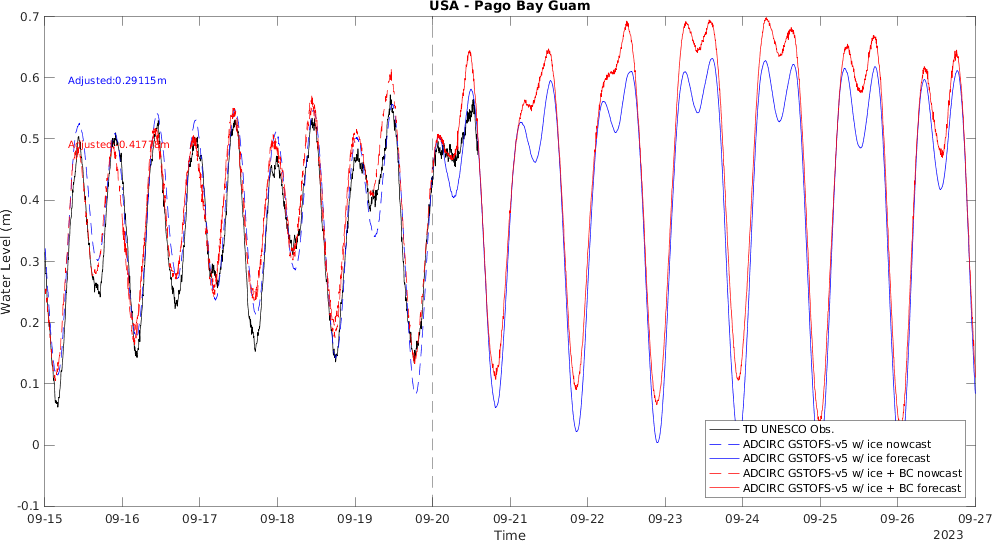 USA - Pago Bay Guam
0.7
0.6
0.5
0.4
0.3
0.2
0.1
0
-0.1
Water Level (m)
Adjusted:0.29115m
TD UNESCO Obs.
ADCIRC GSTOFS-v5 w/ ice nowcast
ADCIRC GSTOFS-v5 w/ ice forecast
ADCIRC GSTOFS-v5 w/ ice + BC nowcast
ADCIRC GSTOFS-v5 w/ ice + BC forecast
09-15 09-16 09-17 09-18 09-19 09-20 09-21 09-22 09-23 09-24 09-25 09-26 09-27
Time
2023